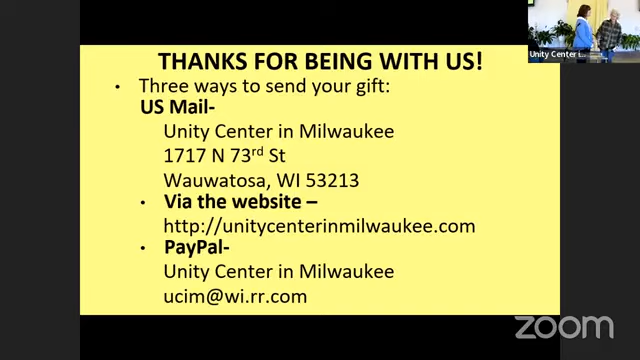 THANKS FOR BEING WITH US!
• Three ways to send your gift:
US Mail-
Unity Center in Milwaukee
1717 N 73rd St
Wauwatosa, WI 53213
• Via the website –
http://unitycenterinmilwaukee.com
• PayPal-
Unity Center in Milwaukee
ucim@wi.rr.com
Unity Center
zoom